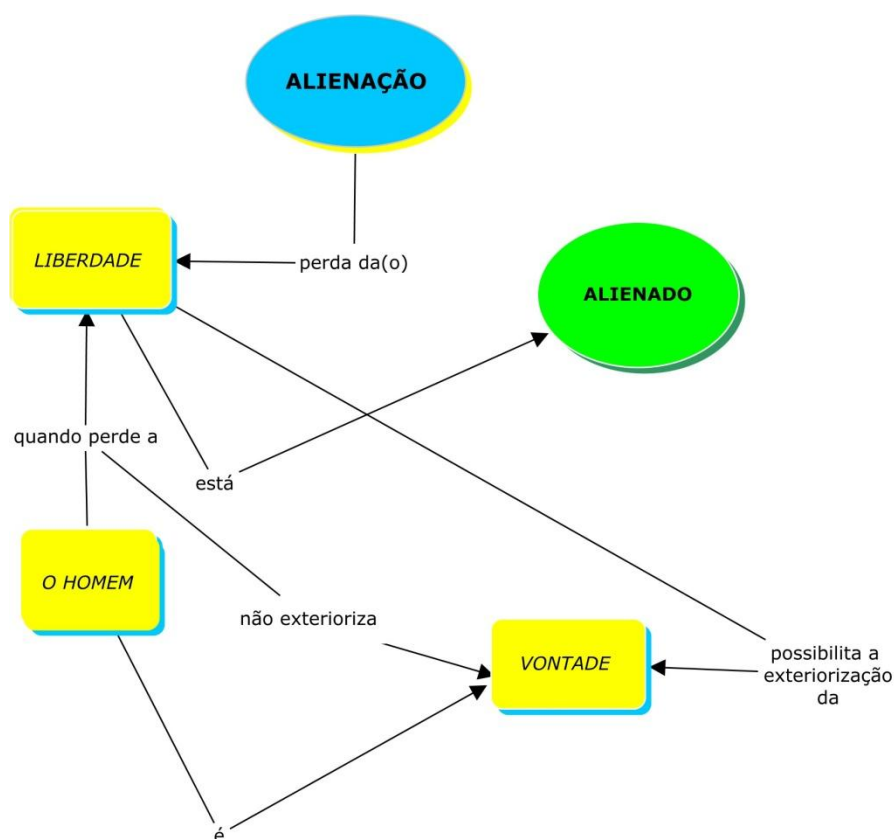 ALIENAÇÃO
LIBERDADE
perda da(o)
ALIENADO
quando perde a
está
O HOMEM
não exterioriza
VONTADE
possibilita a
exteriorização
da
é